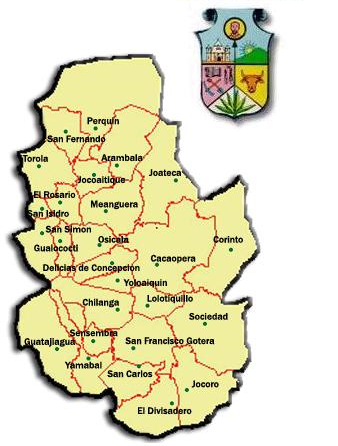 Perquin
San Fernando
Torola
Arambala
Jocoaitique
Joateca
El Rosario
Meanguera
San Isidro
San Simon
Gualococti
Osicala
Corinto
Delicias de Concepción
Cacaopera
Yoloaiquin
Chilanga
Lolotiquillo
Sociedad
Sensembra
Guatajiagua
San Francisco Gotera
Yamabal
San Carlos
Jocoro
El Divisadero